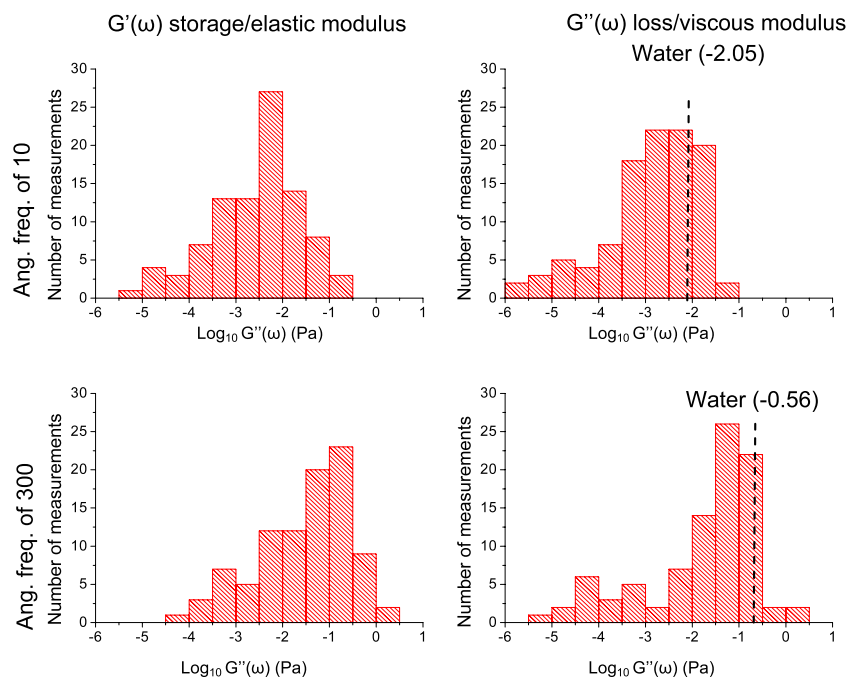 G'(ω) storage/elastic modulus
G''(ω) loss/viscous modulus
Water (-2.05)
Ang. freq. of 10
Number of measurements
30
25
20
15
10
5
0
-6 -5 -4 -3 -2 -1 0 1
Log10 G''(ω) (Pa)
Number of measurements
30
25
20
15
10
5
0
-6 -5 -4 -3 -2 -1 0 1
Log10 G''(ω) (Pa)
Ang. freq. of 300
Number of measurements
30
25
20
15
10
5
0
-6 -5 -4 -3 -2 -1 0 1
Log10 G''(ω) (Pa)
Water (-0.56)
Number of measurements
30
25
20
15
10
5
0
-6 -5 -4 -3 -2 -1 0 1
Log10 G''(ω) (Pa)